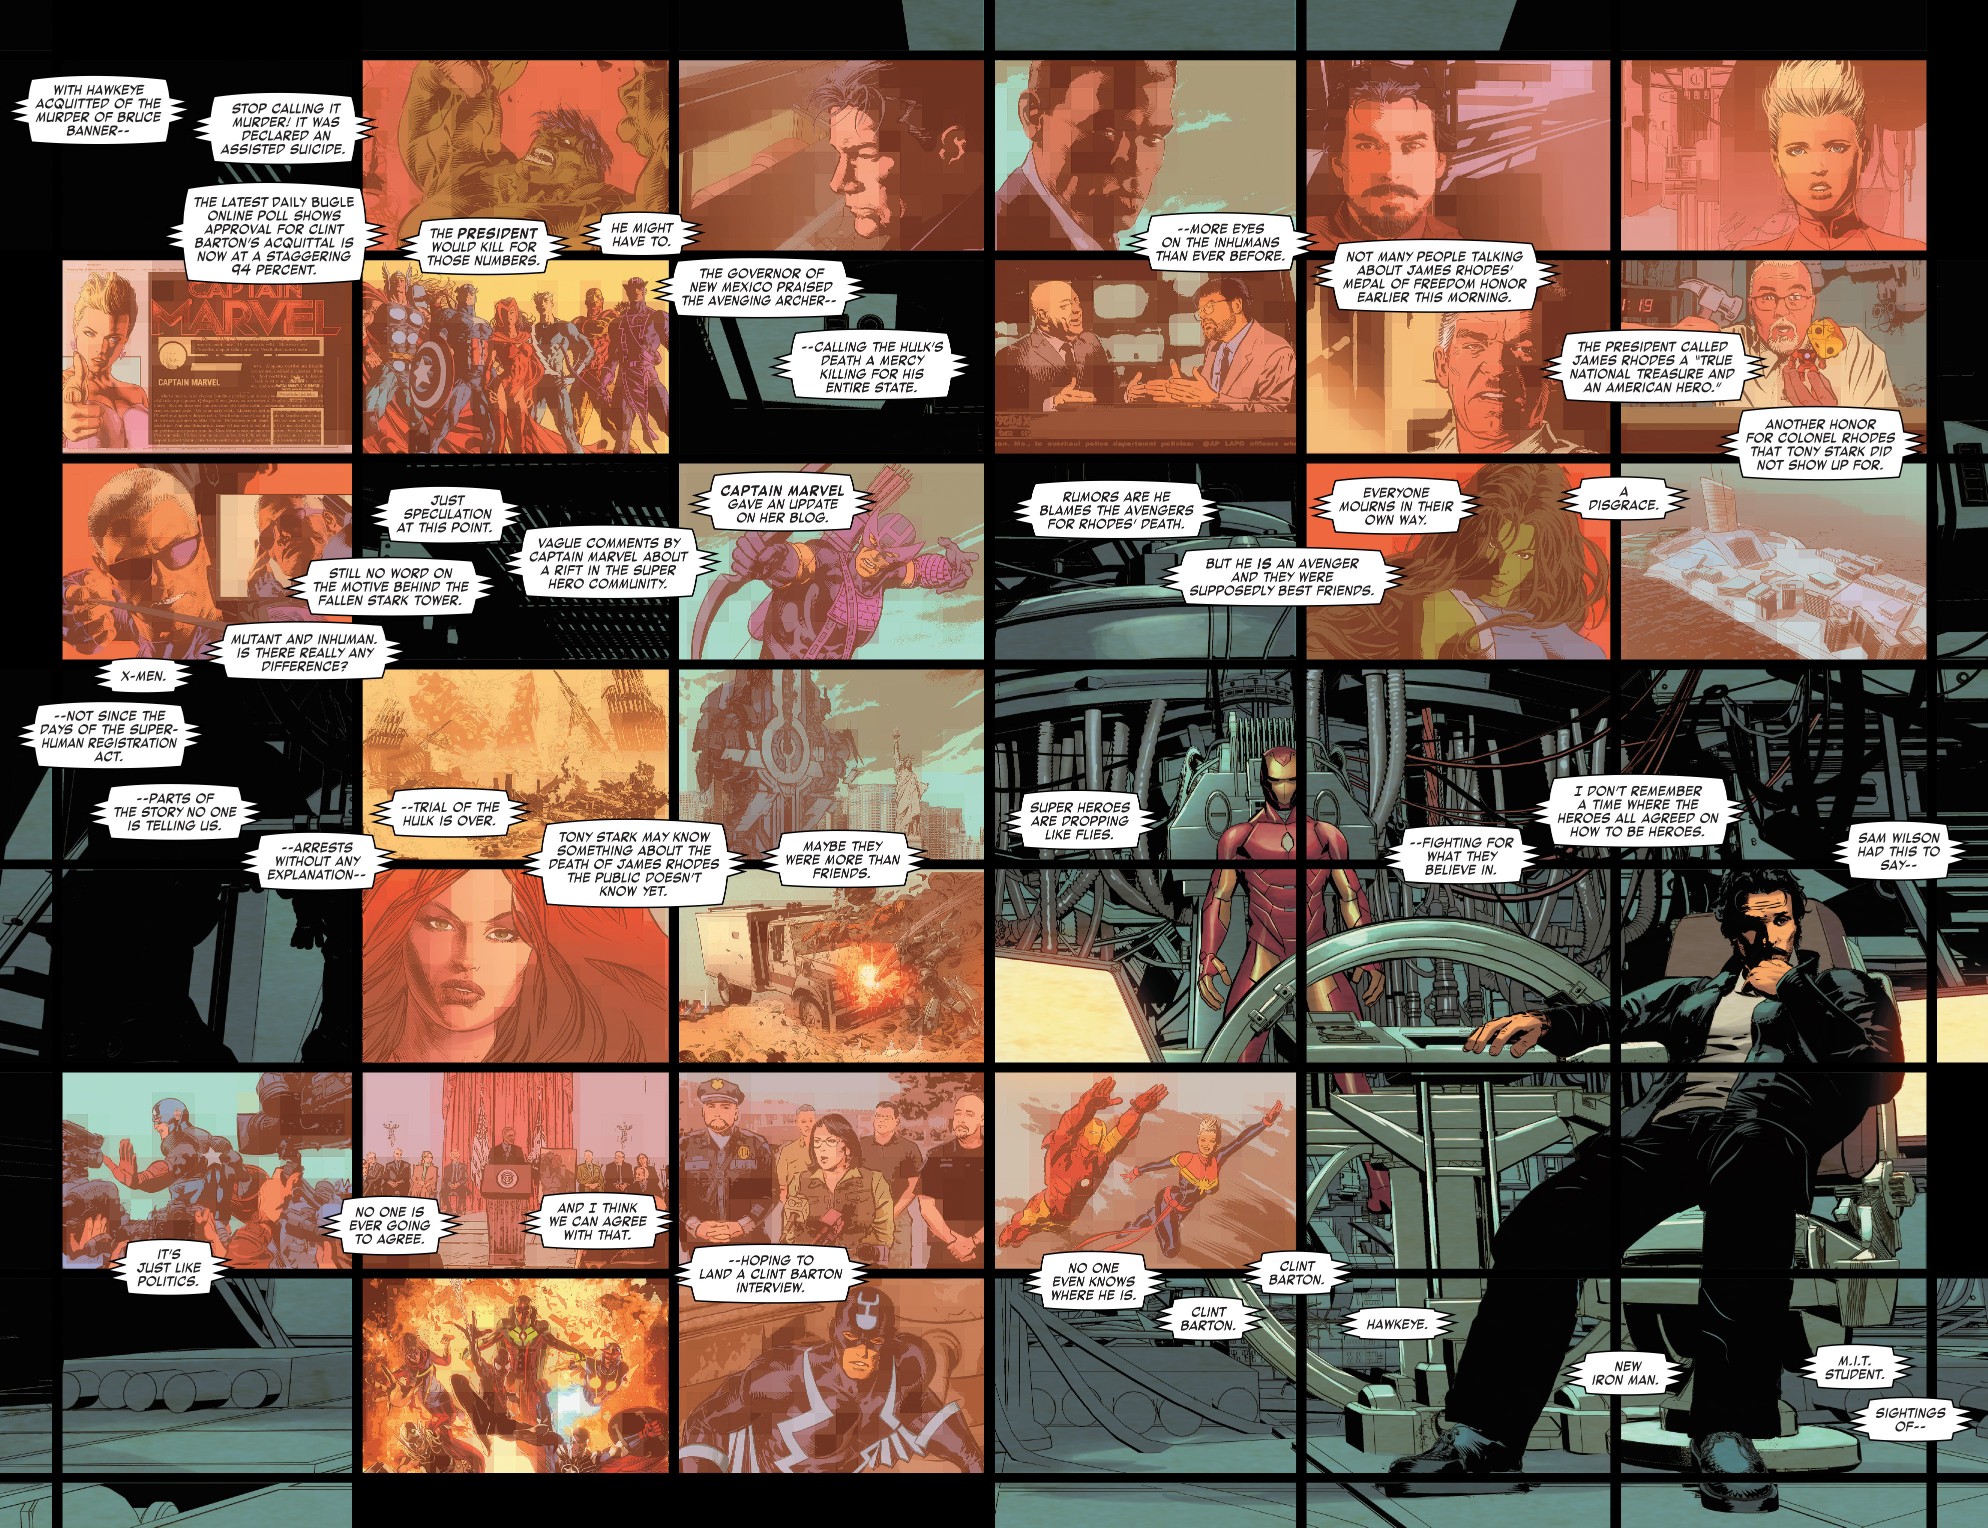 WITH HAWKEYE
ACQUITTED OF THE
MURDER OF BRUCE
BANNER--
STOP CALLING IT
MURDER! IT WAS
DECLARED AN
ASSISTED SUICIDE.
THE LATEST DAILY BUGLE
ONLINE POLL SHOWS
APPROVAL FOR CLINT
BARTON'S ACQUITTAL IS
NOW AT A STAGGERING
94 PERCENT.
THE PRESIDENT
WOULD KILL FOR
THOSE NUMBERS.
HE MIGHT
HAVE TO.
THE GOVERNOR OF
NEW MEXICO PRAISED
THE AVENGING ARCHER--
--CALLING THE HULK'S
DEATH A MERCY
KILLING FOR HIS
ENTIRE STATE.
--MORE EYES
ON THE INHUMANS
THAN EVER BEFORE.
NOT MANY PEOPLE TALKING
ABOUT JAMES RHODES'
MEDAL OF FREEDOM HONOR
EARLIER THIS MORNING.
THE PRESIDENT CALLED
JAMES RHODES A "TRUE
NATIONAL TREASURE AND
AN AMERICAN HERO."
ANOTHER HONOR
FOR COLONEL RHODES
THAT TONY STARK DID
NOT SHOW UP FOR.
CAPTAIN
MARVEL
CAPTAIN MARVEL
:19
to overhaul police department policies: @AP LAPD officers
X-MEN.
MUTANT AND INHUMAN.
IS THERE REALLY ANY
DIFFERENCE?
STILL NO WORD ON
THE MOTIVE BEHIND THE
FALLEN STARK TOWER.
JUST
SPECULATION
AT THIS POINT.
VAGUE COMMENTS BY
CAPTAIN MARVEL ABOUT
A RIFT IN THE SUPER
HERO COMMUNITY.
CAPTAIN MARVEL
GAVE AN UPDATE
ON HER BLOG.
RUMORS ARE HE
BLAMES THE AVENGERS
FOR RHODES' DEATH.
BUT HE IS AN AVENGER
AND THEY WERE
SUPPOSEDLY BEST FRIENDS.
EVERYONE
MOURNS IN THEIR
OWN WAY.
A
DISGRACE.
--NOT SINCE THE
DAYS OF THE SUPER-
HUMAN REGISTRATION
ACT.
--PARTS OF
THE STORY NO ONE
IS TELLING US.
--ARRESTS
WITHOUT ANY
EXPLANATION--
--TRIAL OF THE
HULK IS OVER.
TONY STARK MAY KNOW
SOMETHING ABOUT THE
DEATH OF JAMES RHODES
THE PUBLIC DOESN'T
KNOW YET.
MAYBE THEY
WERE MORE THAN
FRIENDS.
SUPER HEROES
ARE DROPPING
LIKE FLIES.
--FIGHTING FOR
WHAT THEY
BELIEVE IN.
I DON'T REMEMBER
A TIME WHERE THE
HEROES ALL AGREED ON
HOW TO BE HEROES.
SAM WILSON
HAD THIS TO
SAY--
IT'S
JUST LIKE
POLITICS.
NO ONE IS
EVER GOING
TO AGREE.
AND I THINK
WE CAN AGREE
WITH THAT.
--HOPING TO
LAND A CLINT BARTON
INTERVIEW.
NO ONE
EVEN KNOWS
WHERE HE IS.
CLINT
BARTON.
CLINT
BARTON.
HAWKEYE.
NEW
IRON MAN.
M.I.T.
STUDENT.
SIGHTINGS
OF--